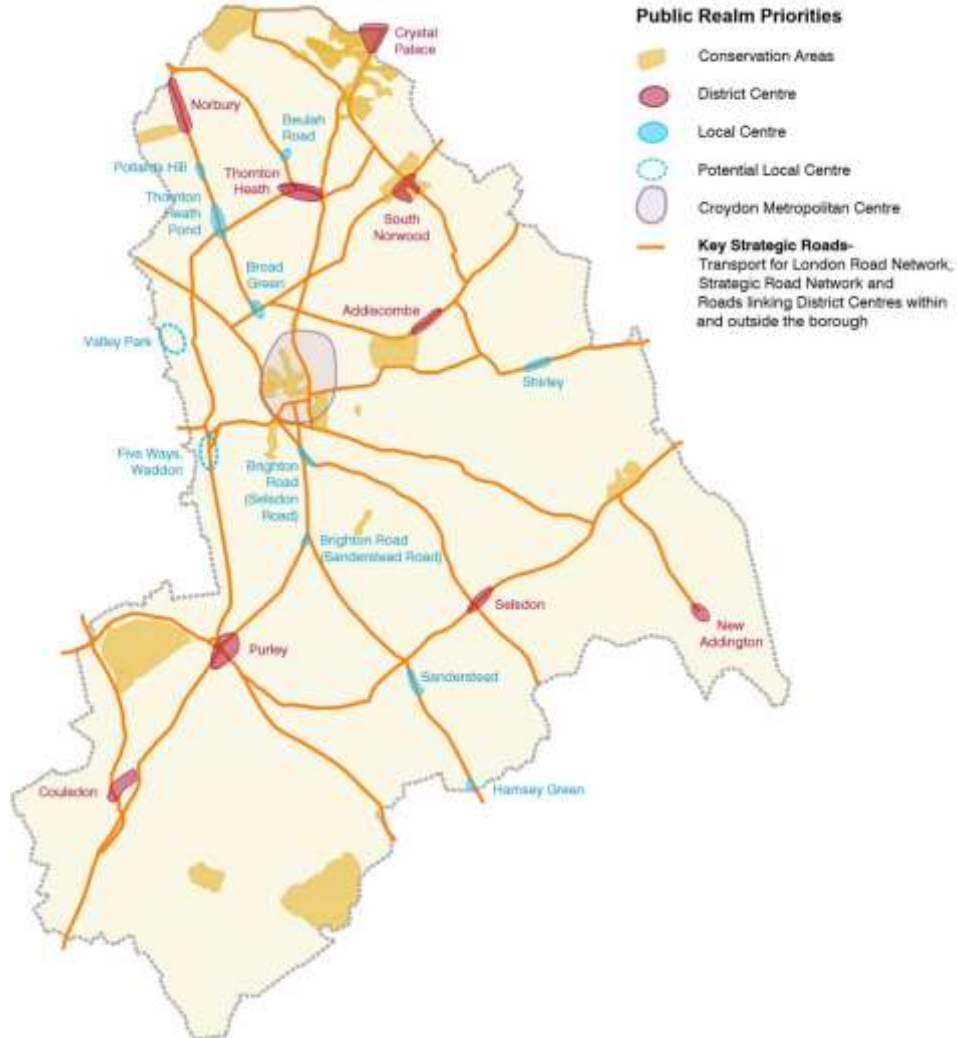 Public Realm Priorities
Conservation Areas
District Centre
Local Centre
Potential Local Centre
Croydon Metropolitan Centre
Key Strategic Roads-
Transport for London Road Network,
Strategic Road Network and
Roads linking District Centres within
and outside the borough
Crystal
Palace
Norbury
Beulah
Road
Pollards Hill
Thornton
Heath
Thornton
Heath
Pond
South
Norwood
Broad
Green
Addiscombe
Valley Park
Shirley
Five Ways,
Waddon
Brighton
Road
(Selsdon
Road)
Brighton Road
(Sanderstead Road)
Selsdon
New
Addington
Purley
Sanderstead
Coulsdon
Hamsey Green